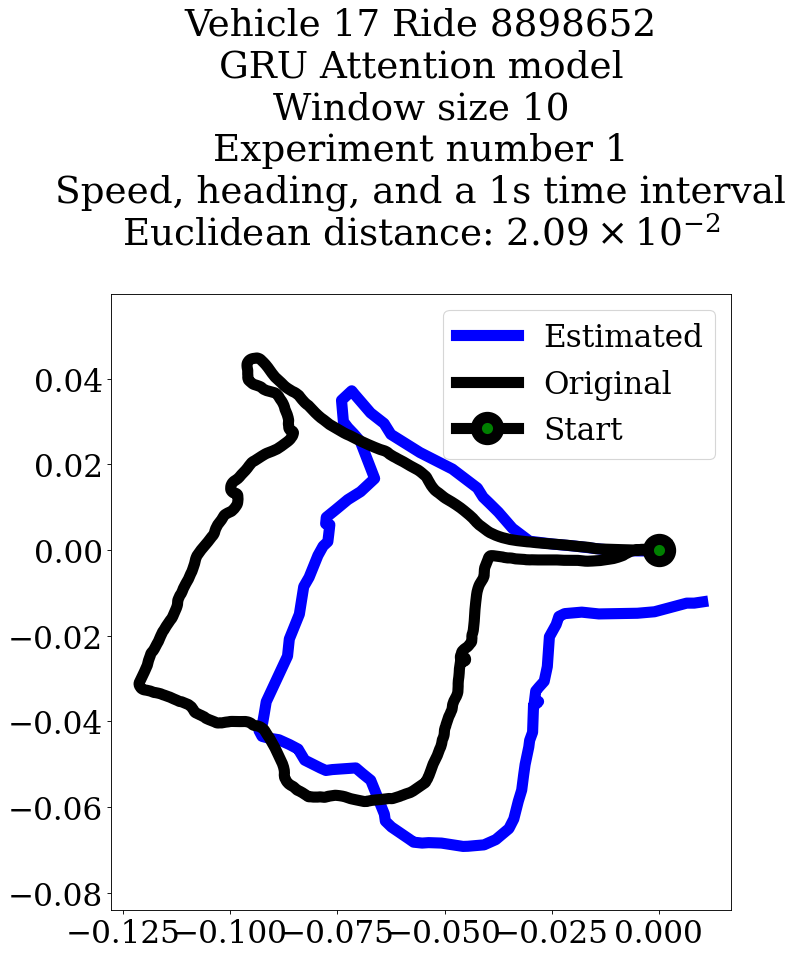 Vehicle 17 Ride 8898652
GRU Attention model
Window size 10
Experiment number 1
Speed, heading, and a 1s time interval
Euclidean distance: 2.09 × 10⁻²
Estimated
Original
Start
0.04
0.02
0.00
−0.02
−0.04
−0.06
−0.08
−0.125 −0.100 −0.075 −0.050 −0.025 0.000